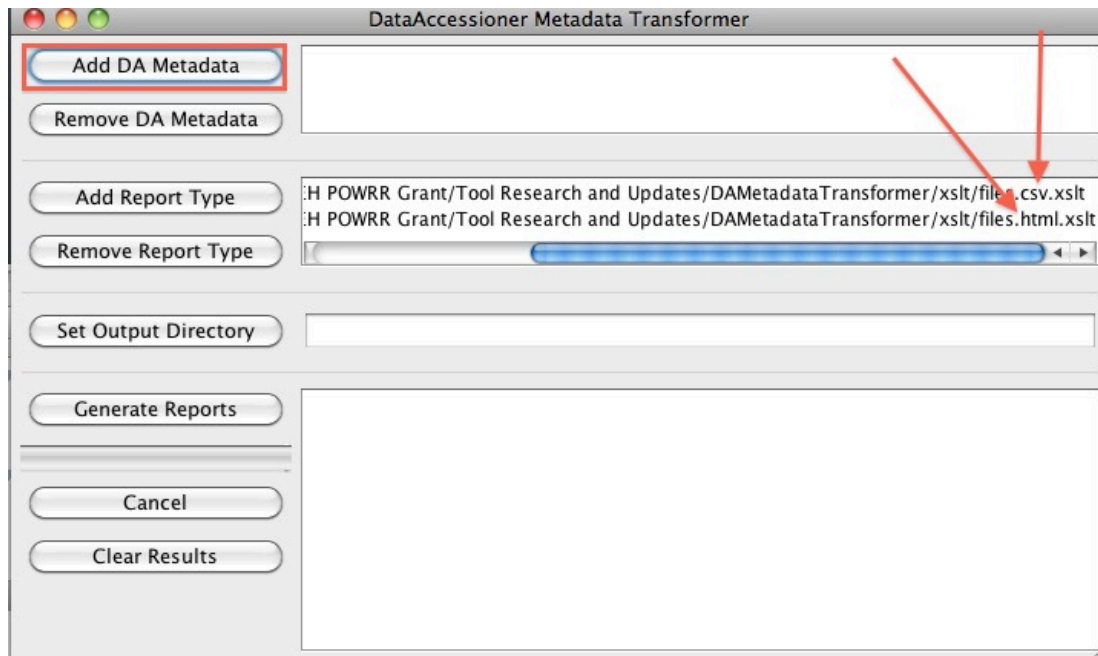 DataAccessioner Metadata Transformer
Add DA Metadata
Remove DA Metadata
Add Report Type
EH POWRR Grant/Tool Research and Updates/DAMetadataTransformer/xslt/files.csv.xslt
EH POWRR Grant/Tool Research and Updates/DAMetadataTransformer/xslt/files.html.xslt
Remove Report Type
Set Output Directory
Generate Reports
Cancel
Clear Results